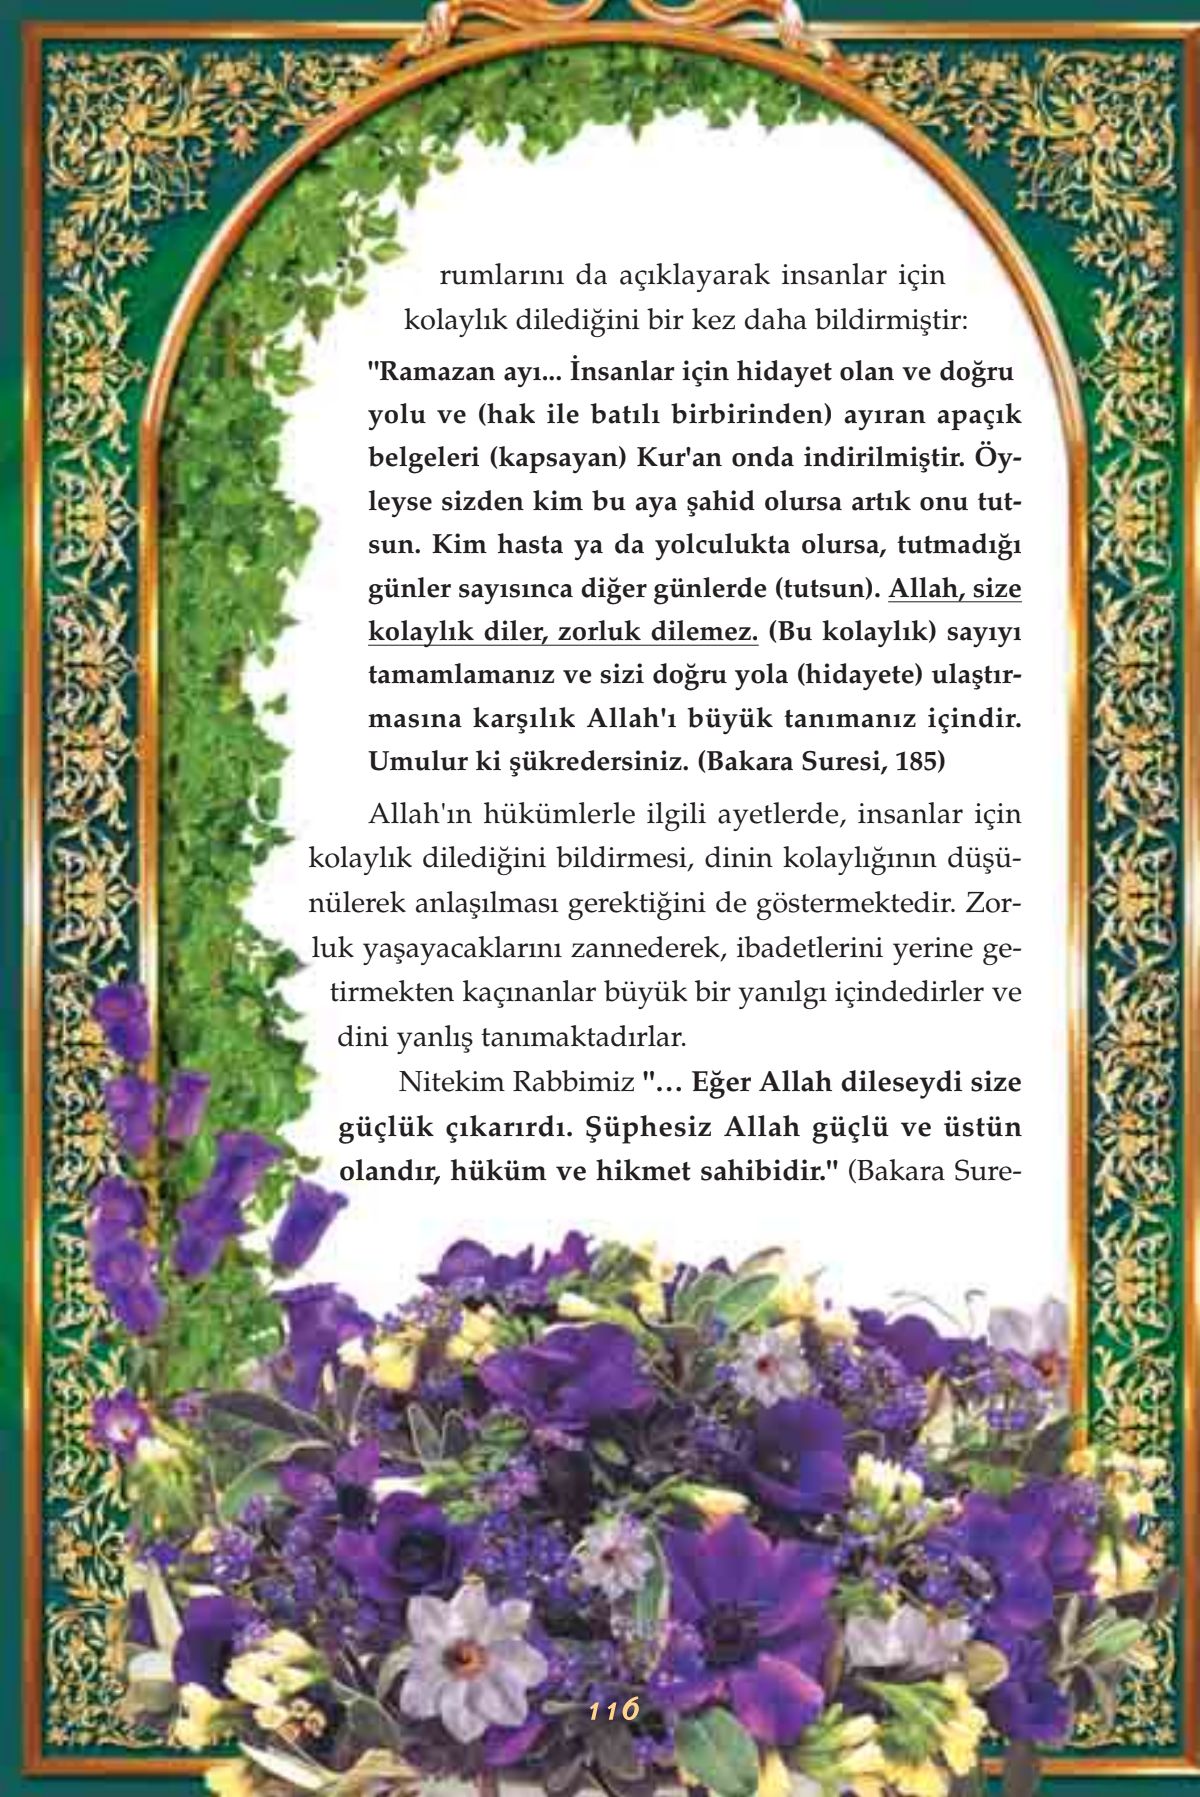 rumlarını da açıklayarak insanlar için
kolaylık dilediğini bir kez daha bildirmiştir:
"Ramazan ayı... İnsanlar için hidayet olan ve doğru
yolu ve (hak ile batılı birbirinden) ayıran apaçık
belgeleri (kapsayan) Kur'an onda indirilmiştir. Öy-
leyse sizden kim bu aya şahid olursa artık onu tut-
sun. Kim hasta ya da yolculukta olursa, tutmadığı
günler sayısınca diğer günlerde (tutsun). Allah, size
kolaylık diler, zorluk dilemez. (Bu kolaylık) sayıyı
tamamlamanız ve sizi doğru yola (hidayete) ulaştır-
masına karşılık Allah'ı büyük tanımanız içindir.
Umulur ki şükredersiniz. (Bakara Suresi, 185)
Allah'ın hükümlerle ilgili ayetlerde, insanlar için
kolaylık dilediğini bildirmesi, dinin kolaylığının düşü-
nülerek anlaşılması gerektiğini de göstermektedir. Zor-
luk yaşayacaklarını zannederek, ibadetlerini yerine ge-
tirmekten kaçınanlar büyük bir yanılgı içindedirler ve
dini yanlış tanımaktadırlar.
Nitekim Rabbimiz "… Eğer Allah dileseydi size
güçlük çıkarırdı. Şüphesiz Allah güçlü ve üstün
olandır, hüküm ve hikmet sahibidir." (Bakara Sure-
116